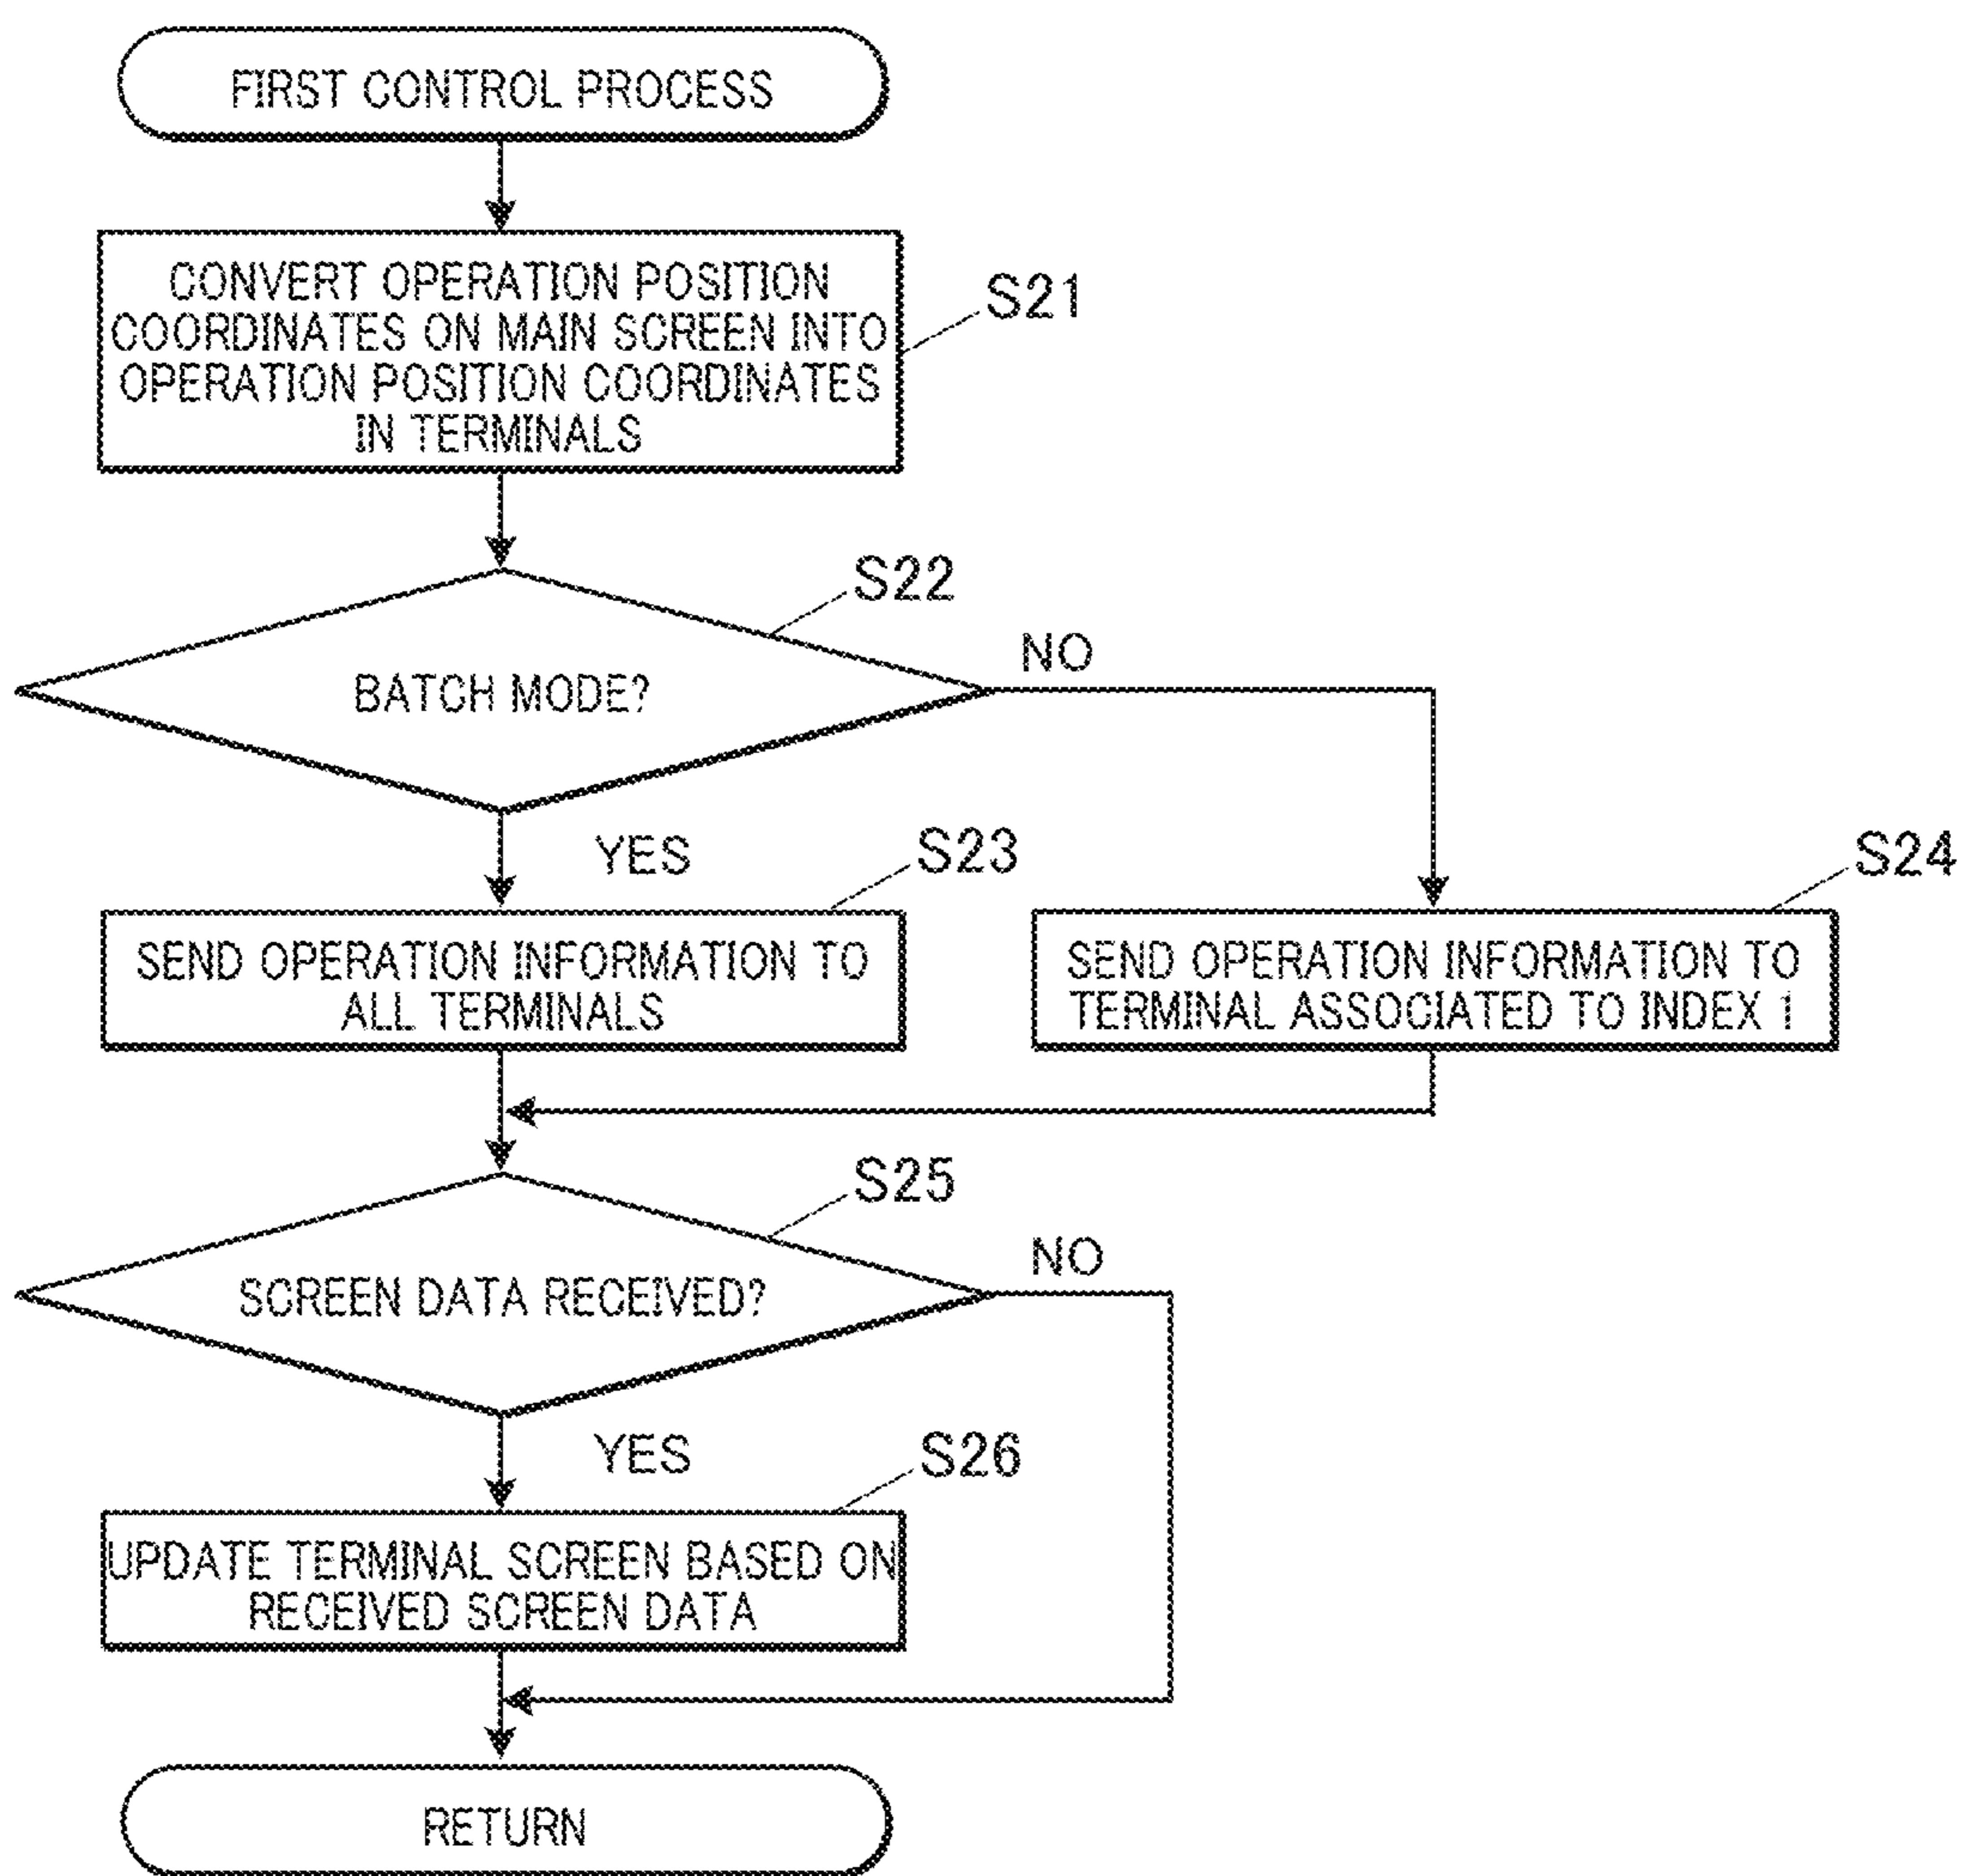 FIRST CONTROL PROCESS
CONVERT OPERATION POSITION
COORDINATES ON MAIN SCREEN INTO
OPERATION POSITION COORDINATES
IN TERMINALS
S21
S22
BATCH MODE?
NO
YES
S23
SEND OPERATION INFORMATION TO
ALL TERMINALS
S24
SEND OPERATION INFORMATION TO
TERMINAL ASSOCIATED TO INDEX 1
S25
SCREEN DATA RECEIVED?
NO
YES
S26
UPDATE TERMINAL SCREEN BASED ON
RECEIVED SCREEN DATA
RETURN